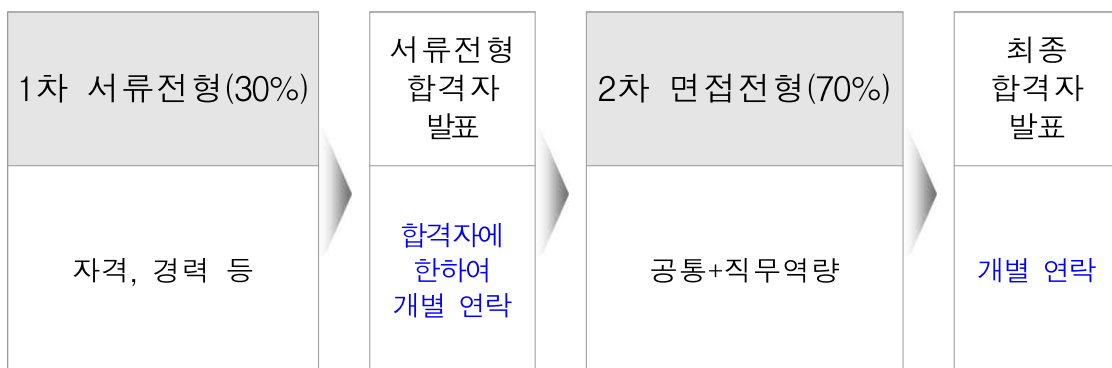 1차 서류전형(30%)
서류전형
합격자
발표
2차 면접전형(70%)
최종
합격자
발표
자격, 경력 등
합격자에
한하여
개별 연락
공통+직무역량
개별 연락